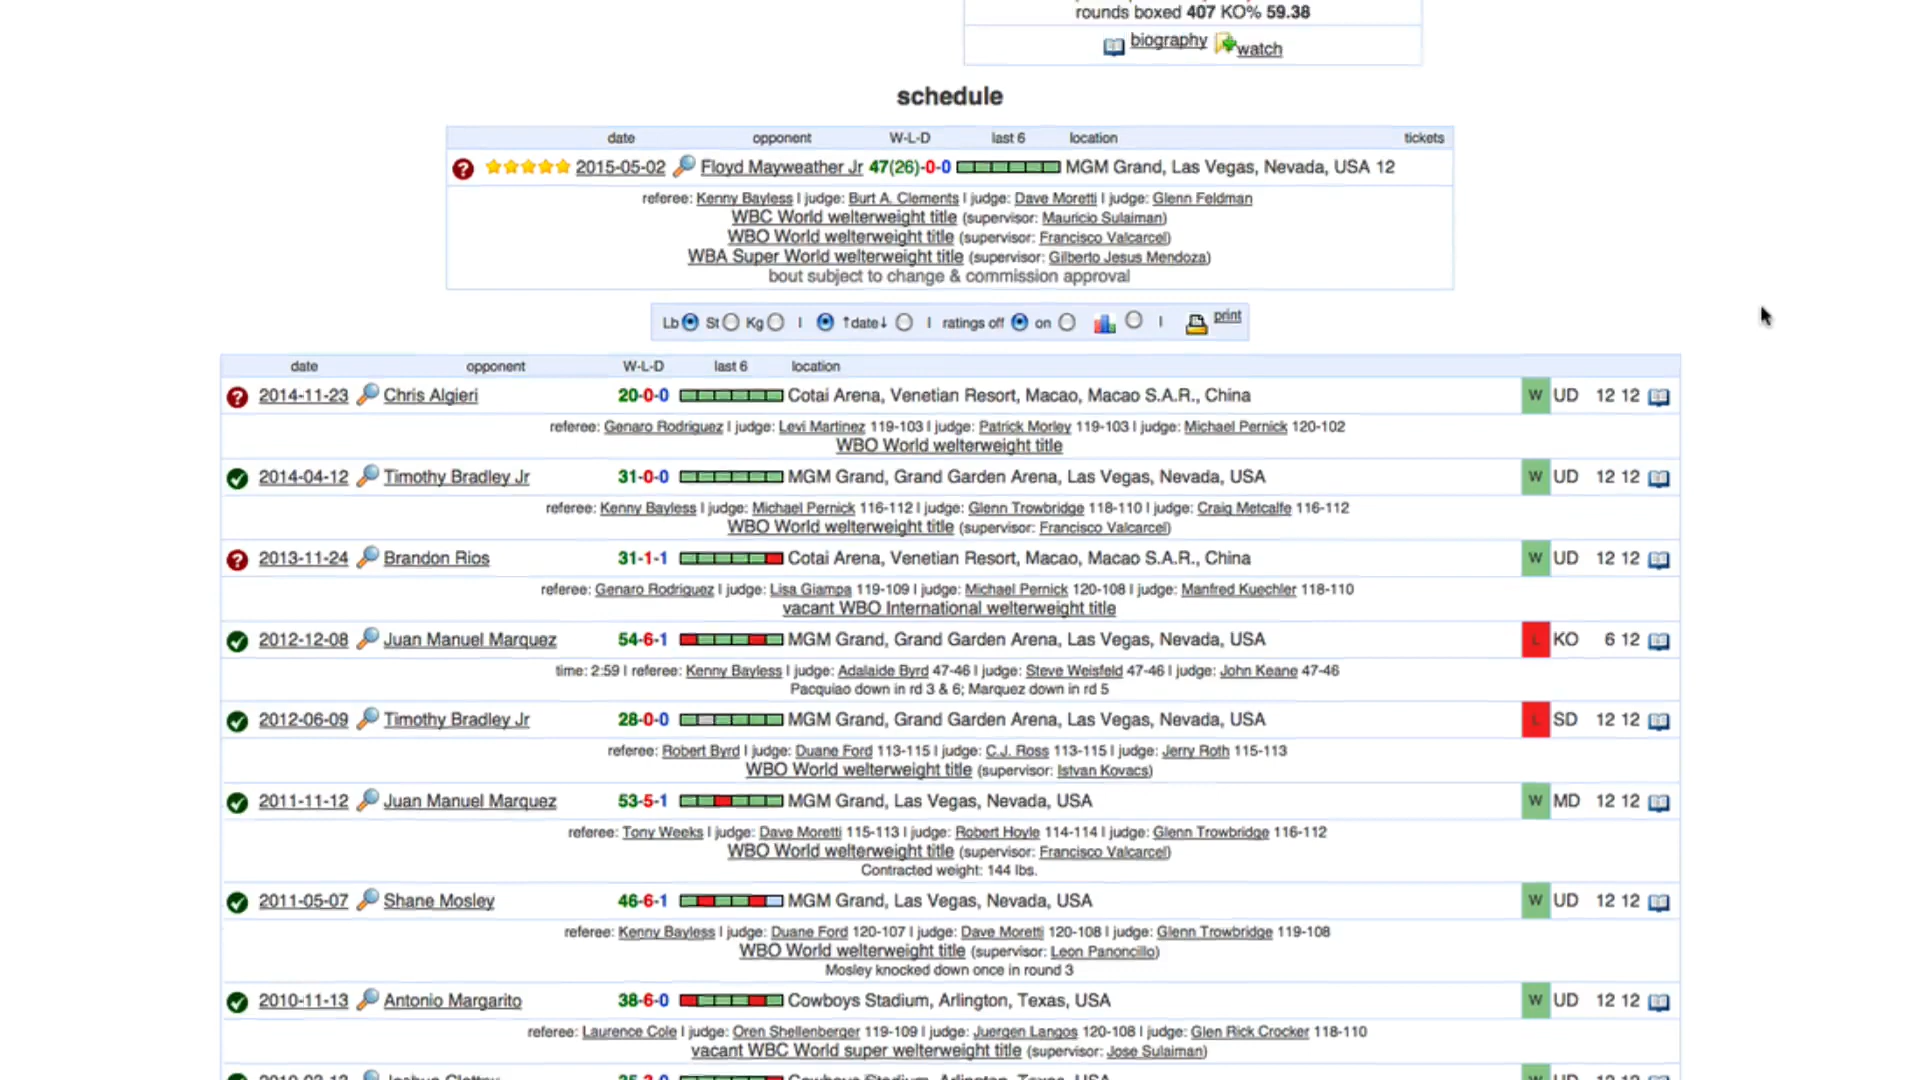 rounds boxed 407 KO% 59.38
biography watch
schedule
date opponent W-L-D last 6 location tickets
2015-05-02 Floyd Mayweather Jr 47(26)-0-0 MGM Grand, Las Vegas, Nevada, USA 12
referee: Kenny Bayless | judge: Burt A. Clements | judge: Dave Moretti | judge: Glenn Feldman
WBC World welterweight title (supervisor: Mauricio Sulaiman)
WBO World welterweight title (supervisor: Francisco Valcarcel)
WBA Super World welterweight title (supervisor: Gilberto Jesus Mendoza)
bout subject to change & commission approval
Lb St Kg | ↑date↓ | ratings off on | print
date opponent W-L-D last 6 location
2014-11-23 Chris Algieri 20-0-0 Cotai Arena, Venetian Resort, Macao, Macao S.A.R., China W UD 12 12
referee: Genaro Rodriguez | judge: Levi Martinez 119-103 | judge: Patrick Morley 119-103 | judge: Michael Pernick 120-102
WBO World welterweight title
2014-04-12 Timothy Bradley Jr 31-0-0 MGM Grand, Grand Garden Arena, Las Vegas, Nevada, USA W UD 12 12
referee: Kenny Bayless | judge: Michael Pernick 116-112 | judge: Glenn Trowbridge 118-110 | judge: Craig Metcalfe 116-112
WBO World welterweight title (supervisor: Francisco Valcarcel)
2013-11-24 Brandon Rios 31-1-1 Cotai Arena, Venetian Resort, Macao, Macao S.A.R., China W UD 12 12
referee: Genaro Rodriguez | judge: Lisa Giampa 119-109 | judge: Michael Pernick 120-108 | judge: Manfred Kuechler 118-110
vacant WBO International welterweight title
2012-12-08 Juan Manuel Marquez 54-6-1 MGM Grand, Grand Garden Arena, Las Vegas, Nevada, USA L KO 6 12
time: 2:59 | referee: Kenny Bayless | judge: Adalaide Byrd 47-46 | judge: Steve Weisfeld 47-46 | judge: John Keane 47-46
Pacquiao down in rd 3 & 6; Marquez down in rd 5
2012-06-09 Timothy Bradley Jr 28-0-0 MGM Grand, Grand Garden Arena, Las Vegas, Nevada, USA L SD 12 12
referee: Robert Byrd | judge: Duane Ford 113-115 | judge: C.J. Ross 113-115 | judge: Jerry Roth 115-113
WBO World welterweight title (supervisor: Istvan Kovacs)
2011-11-12 Juan Manuel Marquez 53-5-1 MGM Grand, Las Vegas, Nevada, USA W MD 12 12
referee: Tony Weeks | judge: Dave Moretti 115-113 | judge: Robert Hoyle 114-114 | judge: Glenn Trowbridge 116-112
WBO World welterweight title (supervisor: Francisco Valcarcel)
Contracted weight: 144 lbs.
2011-05-07 Shane Mosley 46-6-1 MGM Grand, Las Vegas, Nevada, USA W UD 12 12
referee: Kenny Bayless | judge: Duane Ford 120-107 | judge: Dave Moretti 120-108 | judge: Glenn Trowbridge 119-108
WBO World welterweight title (supervisor: Leon Panoncillo)
Mosley knocked down once in round 3
2010-11-13 Antonio Margarito 38-6-0 Cowboys Stadium, Arlington, Texas, USA W UD 12 12
referee: Laurence Cole | judge: Oren Shellenberger 119-109 | judge: Juergen Langos 120-108 | judge: Glen Rick Crocker 118-110
vacant WBC World super welterweight title (supervisor: Jose Sulaiman)